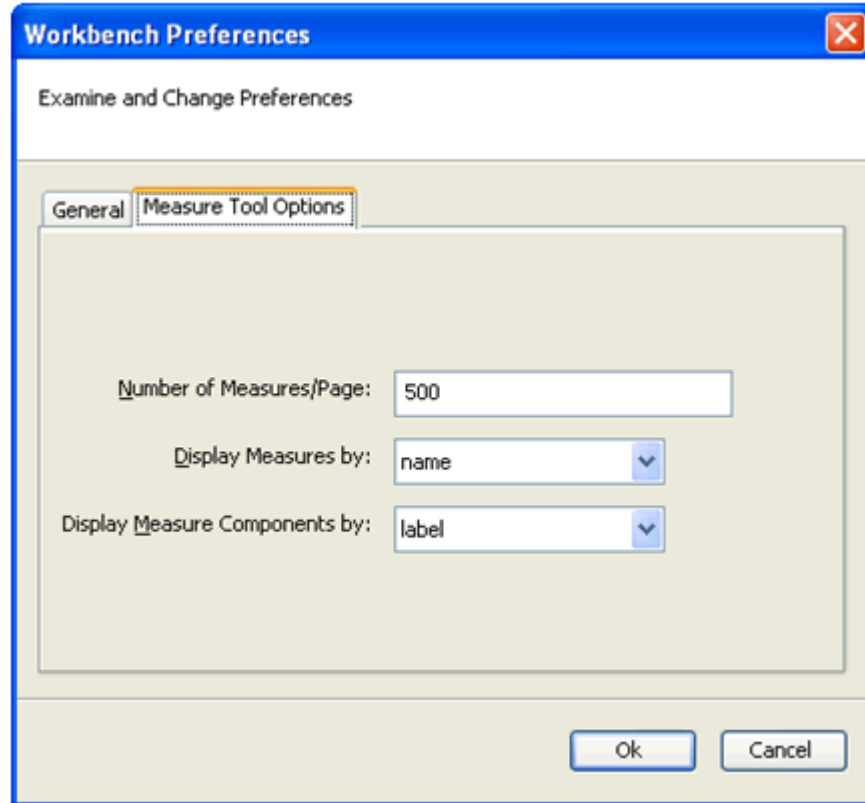 Workbench Preferences
Examine and Change Preferences
General Measure Tool Options
Number of Measures/Page: 500
Display Measures by: name
Display Measure Components by: label
Ok Cancel